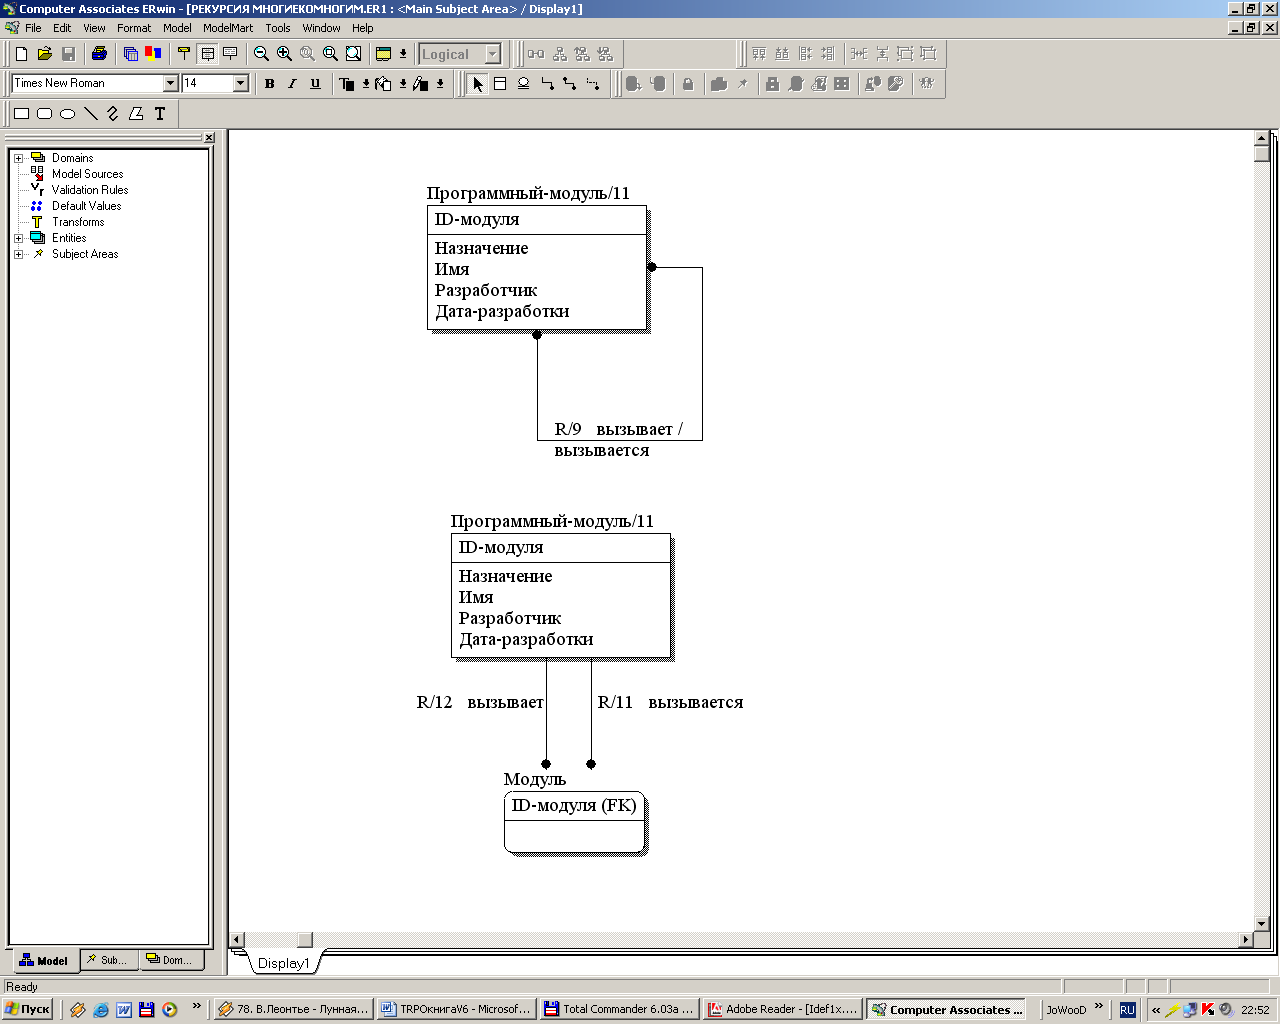 Computer Associates ERwin - [РЕКУРСИЯ МНОГИЕКОМНОГИМ.ER1 : <Main Subject Area> / Display1]
File Edit View Format Model ModelMart Tools Window Help
Logical
Times New Roman 14 B I U
T
Domains
Model Sources
Validation Rules
Default Values
Transforms
Entities
Subject Areas
Программный-модуль/11
ID-модуля
Назначение
Имя
Разработчик
Дата-разработки
R/9 вызывает /
вызывается
Программный-модуль/11
ID-модуля
Назначение
Имя
Разработчик
Дата-разработки
R/12 вызывает R/11 вызывается
Модуль
ID-модуля (FK)
Model Sub... Dom...
Display1
Ready
Пуск » 78. В.Леонтье - Лунная... TRPOкнигаV6 - Microsof... Total Commander 6.03a ... Adobe Reader - [Idef1x.... Computer Associates ... JoWooD » RU « 22:52